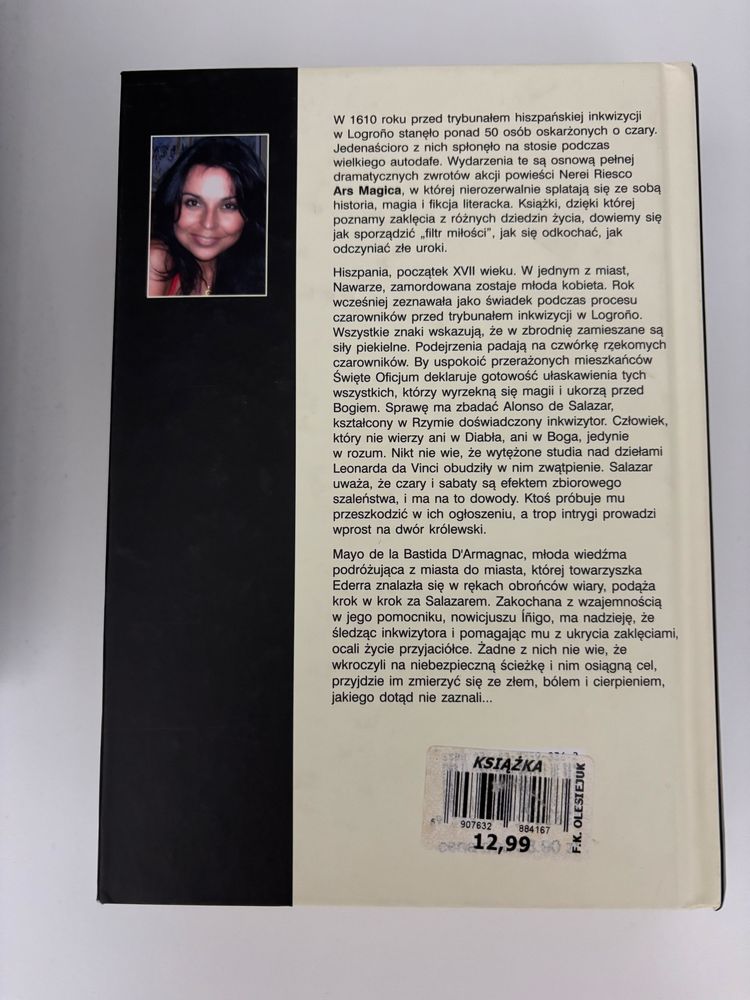 W 1610 roku przed trybunałem hiszpańskiej inkwizycji
w Logroño stanęło ponad 50 osób oskarżonych o czary.
Jedenaścioro z nich spłonęło na stosie podczas
wielkiego autodafe. Wydarzenia te są osnową pełnej
dramatycznych zwrotów akcji powieści Nerei Riesco
Ars Magica, w której nierozerwalnie splatają się ze sobą
historia, magia i fikcja literacka. Książki, dzięki której
poznamy zaklęcia z różnych dziedzin życia, dowiemy się
jak sporządzić „filtr miłości”, jak się odkochać, jak
odczyniać złe uroki.
Hiszpania, początek XVII wieku. W jednym z miast,
Nawarze, zamordowana zostaje młoda kobieta. Rok
wcześniej zeznawała jako świadek podczas procesu
czarowników przed trybunałem inkwizycji w Logroño.
Wszystkie znaki wskazują, że w zbrodnię zamieszane są
siły piekielne. Podejrzenia padają na czwórkę rzekomych
czarowników. By uspokoić przerażonych mieszkańców
Święte Oficjum deklaruje gotowość ułaskawienia tych
wszystkich, którzy wyrzekną się magii i ukorzą przed
Bogiem. Sprawę ma zbadać Alonso de Salazar,
kształcony w Rzymie doświadczony inkwizytor. Człowiek,
który nie wierzy ani w Diabła, ani w Boga, jedynie
w rozum. Nikt nie wie, że wytężone studia nad dziełami
Leonarda da Vinci obudziły w nim zwątpienie. Salazar
uważa, że czary i sabaty są efektem zbiorowego
szaleństwa, i ma na to dowody. Ktoś próbuje mu
przeszkodzić w ich ogłoszeniu, a trop intrygi prowadzi
wprost na dwór królewski.
Mayo de la Bastida D'Armagnac, młoda wiedźma
podróżująca z miasta do miasta, której towarzyszka
Ederra znalazła się w rękach obrońców wiary, podąża
krok w krok za Salazarem. Zakochana z wzajemnością
w jego pomocniku, nowicjuszu Íñigo, ma nadzieję, że
śledząc inkwizytora i pomagając mu z ukrycia zaklęciami,
ocali życie przyjaciółce. Żadne z nich nie wie, że
wkroczyli na niebezpieczną ścieżkę i nim osiągną cel,
przyjdzie im zmierzyć się ze złem, bólem i cierpieniem,
jakiego dotąd nie zaznali...
KSIĄŻKA
907632 884167
12,99
F.K. OLESIEJUK